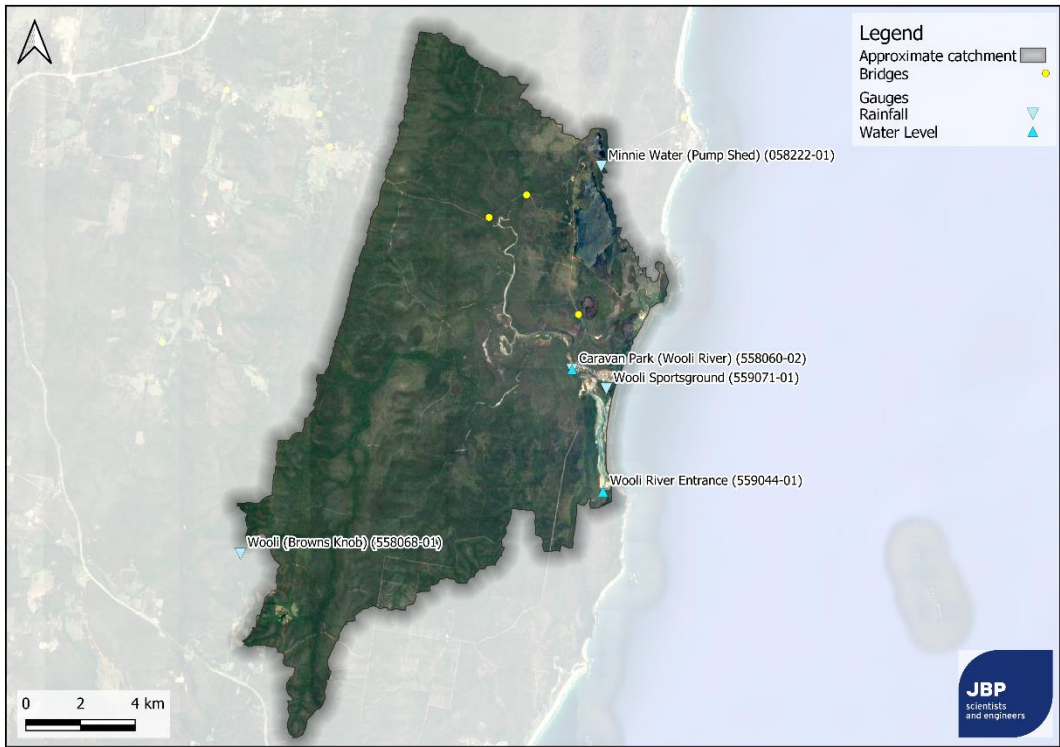 Legend
Approximate catchment
Bridges
Gauges
Rainfall
Water Level
Minnie Water (Pump Shed) (058222-01)
Caravan Park (Wooli River) (558060-02)
Wooli Sportsground (559071-01)
Wooli River Entrance (559044-01)
Wooli (Browns Knob) (558068-01)
0 2 4 km
JBP
scientists
and engineers